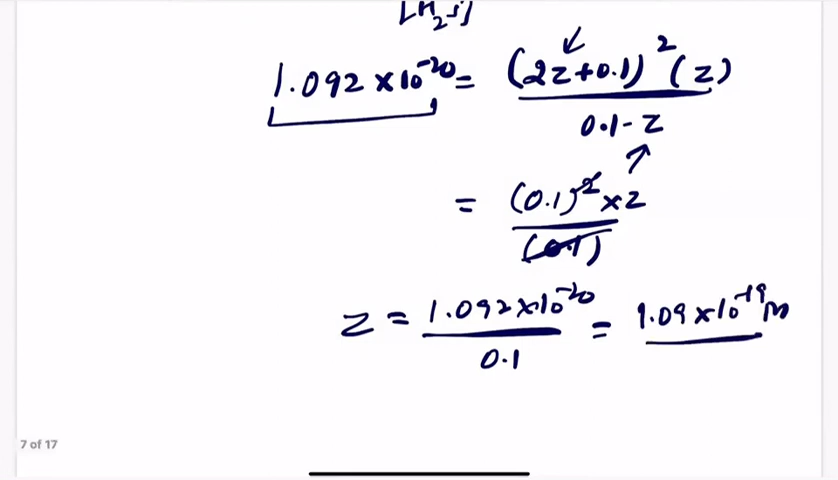 [H₂S]
1.092 × 10⁻²⁰ = (2z+0.1)² (z)
0.1 - z
= (0.1)² × z
(0.1)
z = 1.092 × 10⁻²⁰ = 1.09 × 10⁻¹⁹ M
0.1
7 of 17